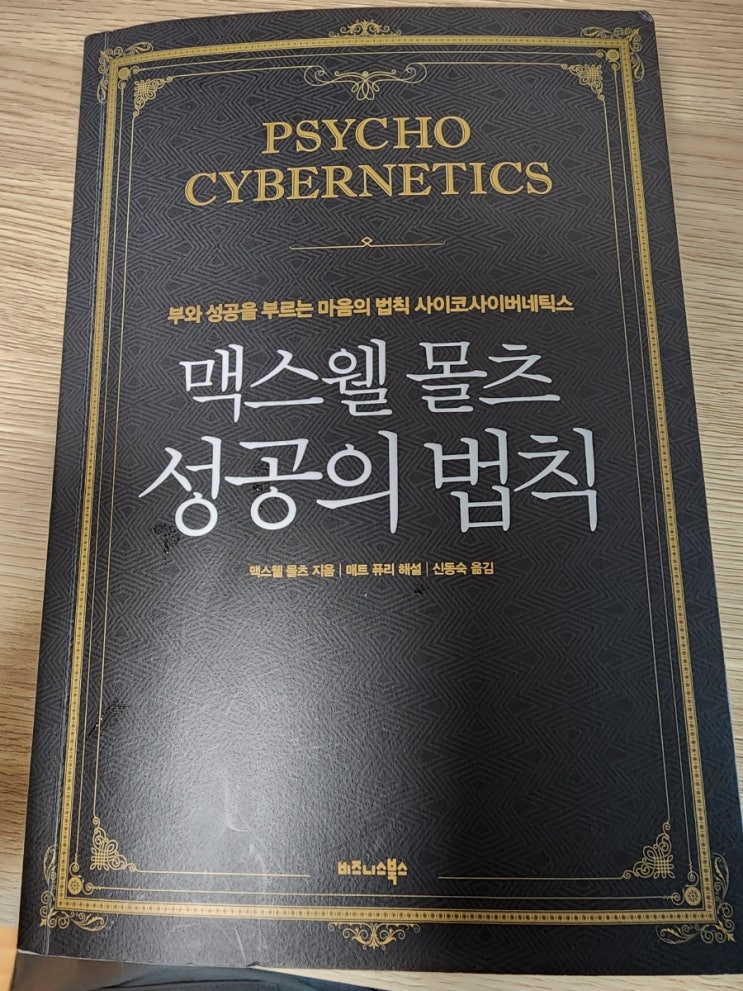 PSYCHO
CYBERNETICS
부와 성공을 부르는 마음의 법칙 사이코사이버네틱스
맥스웰 몰츠
성공의 법칙
맥스웰 몰츠 지음 | 매트 퓨리 해설 | 신동숙 옮김
비즈니스북스